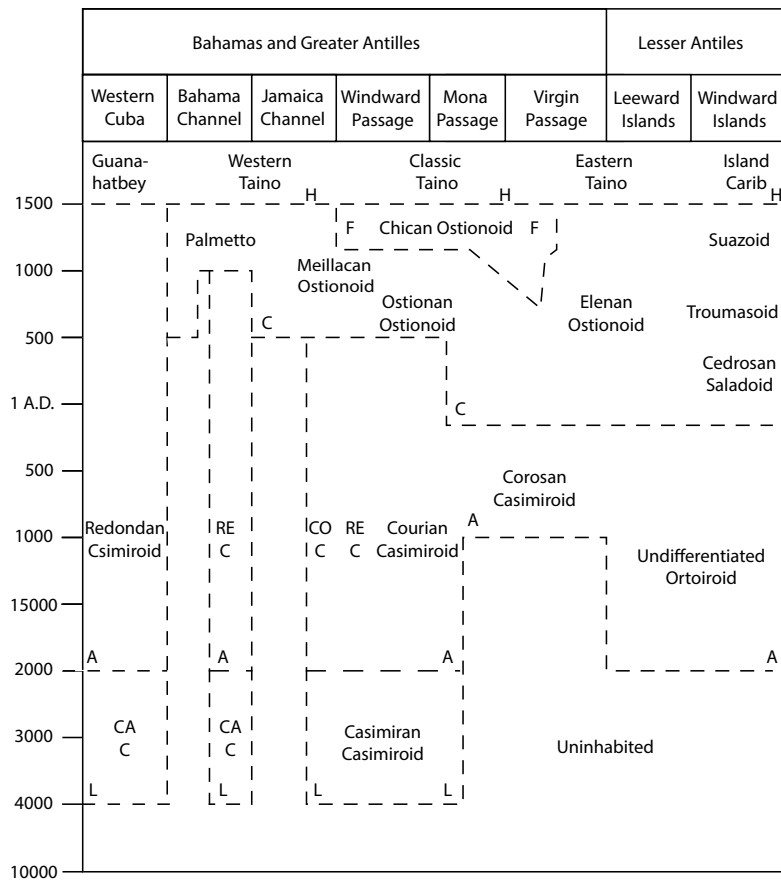 Bahamas and Greater Antilles Lesser Antiles
Western Cuba Bahama Channel Jamaica Channel Windward Passage Mona Passage Virgin Passage Leeward Islands Windward Islands
Guana- Western Classic Eastern Island
hatbey Taino Taino Taino Carib
H H H
1500
F Chican Ostionoid F
Palmetto Suazoid
Meillacan
1000
Ostionoid
Ostionan Elenan Troumasoid
C Ostionoid Ostionoid
500
Cedrosan
Saladoid
1 A.D. C
500
Corosan
Casimiroid
A
Redondan RE CO RE Courian
1000
Csimiroid C C C Casimiroid
Undifferentiated
Ortoiroid
15000
A A A A
2000
CA CA Casimiran
3000
C C Casimiroid
Uninhabited
L L L L
4000
10000